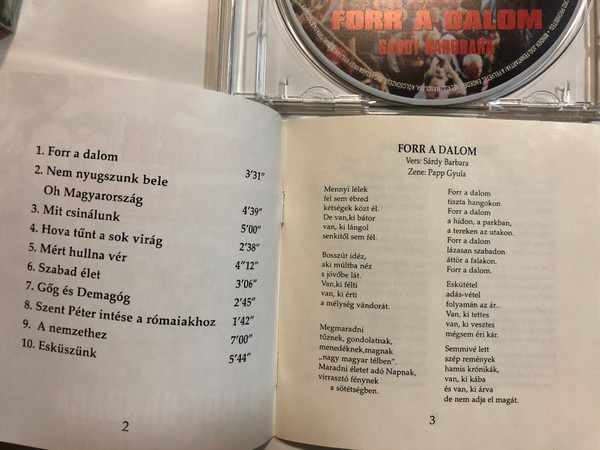 FORR A DALOM
SÁRDY BARBARA
1. Forr a dalom 3'31"
2. Nem nyugszunk bele
Oh Magyarország 4'39"
3. Mit csinálunk 5'00"
4. Hova tűnt a sok virág 2'38"
5. Mért hullna vér 4"12"
6. Szabad élet 3'06"
7. Gőg és Demagóg 2'45"
8. Szent Péter intése a rómaiakhoz 1'42"
9. A nemzethez 7'00"
10. Esküszünk 5'44"
2
FORR A DALOM
Vers: Sárdy Barbara
Zene: Papp Gyula
Mennyi lélek
fel sem ébred
kétségek közt él.
De van,ki bátor
van, ki lángol
senkitől sem fél.
Bosszút idéz,
aki múltba néz
s jövőbe lát.
Van,ki félti
van, ki érti
a mélység vándorát.
Megmaradni
tűznek, gondolatnak,
menedéknek,magnak
„nagy magyar télben".
Maradni életet adó Napnak,
virrasztó fénynek
a sötétségben.
Forr a dalom
tiszta hangokon.
Forr a dalom
a hídon, a parkban,
a tereken az utakon.
Forr a dalom
lázasan szabadon
áttör a falakon.
Forr a dalom.
Eskütétel
adás-vétel
folyamán az ár...
Van, ki tettes
van, ki vesztes
mégsem éri kár.
Semmivé lett
szép remények
hamis krónikák,
van, ki kába
és van, ki árva
de nem adja el magát.
3